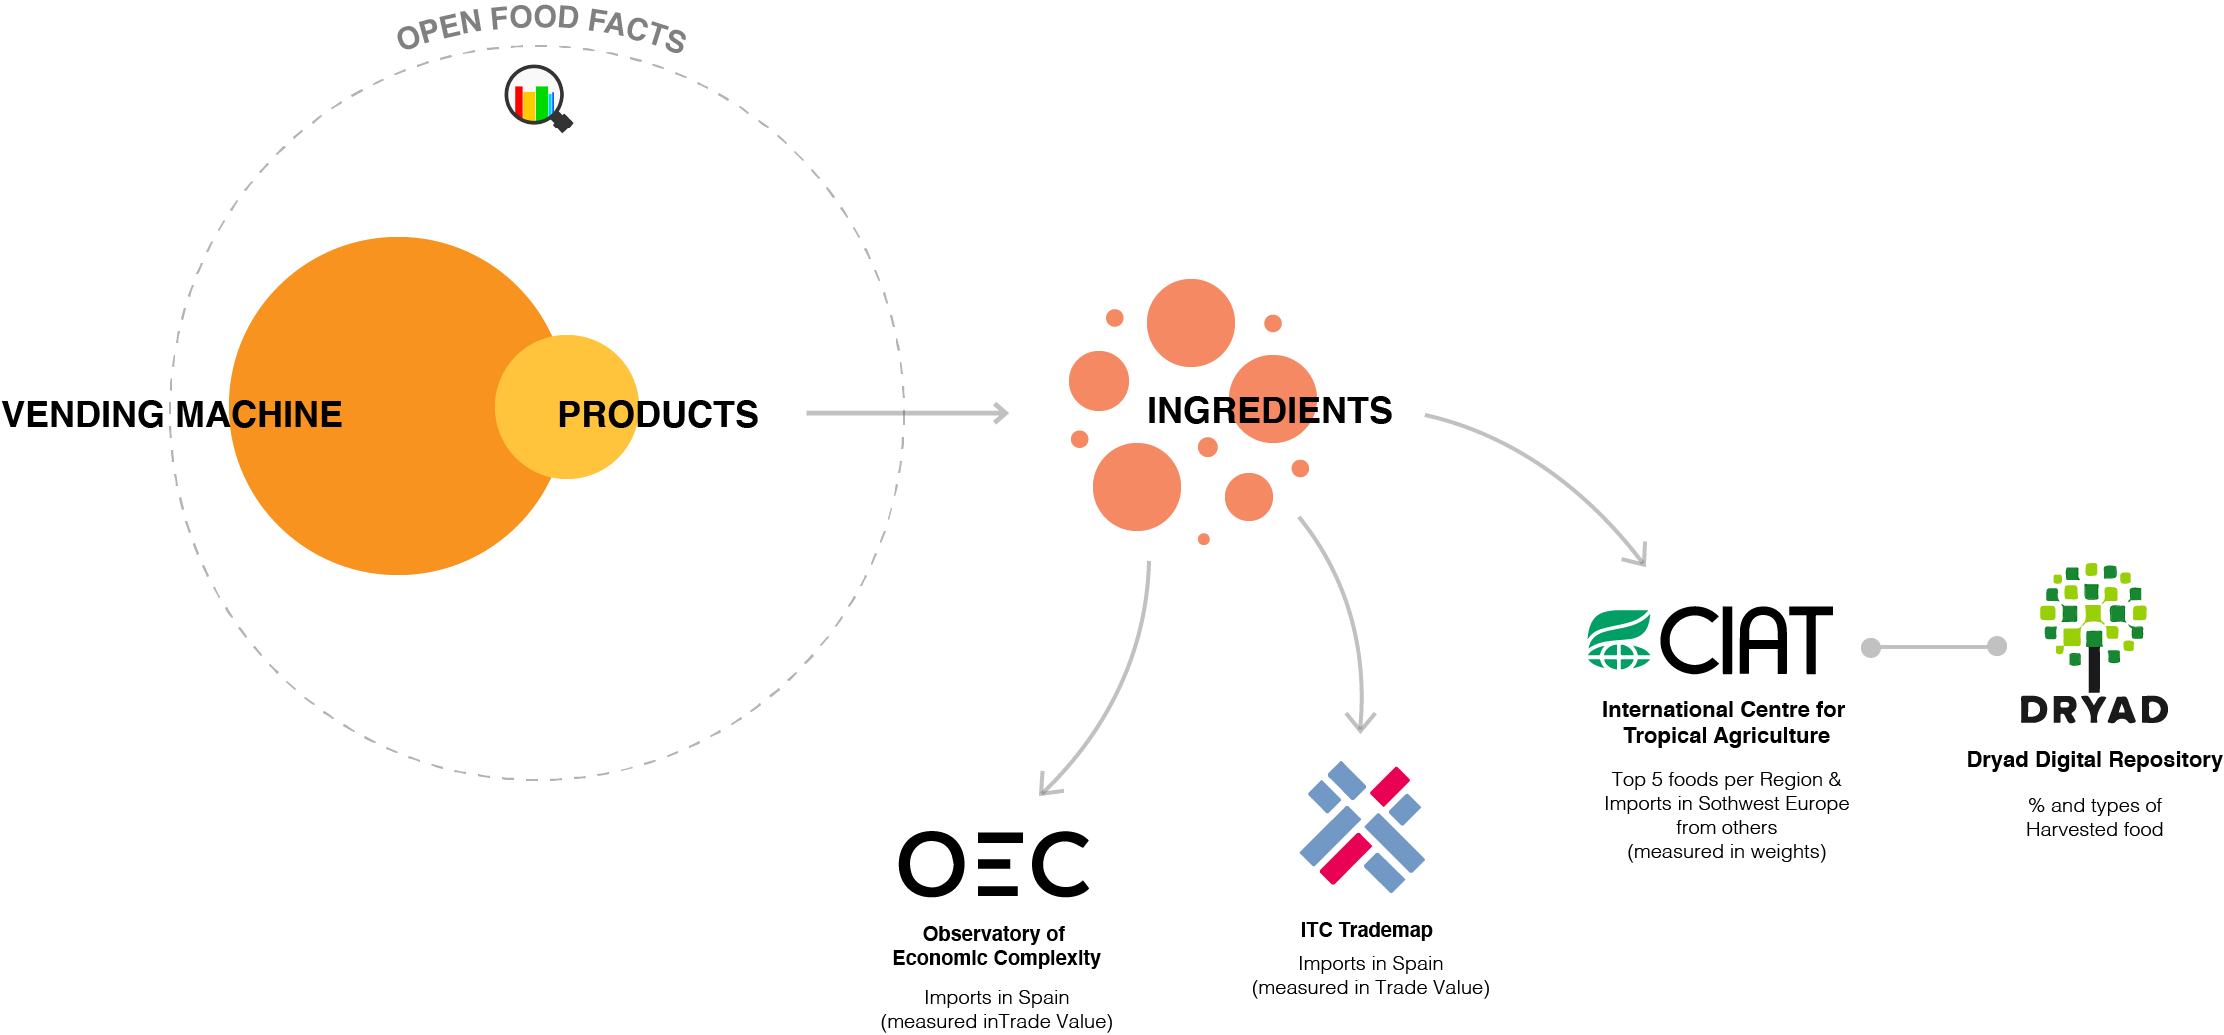 OPEN FOOD FACTS
VENDING MACHINE
PRODUCTS
INGREDIENTS
CIAT
International Centre for
Tropical Agriculture
Top 5 foods per Region &
Imports in Sothwest Europe
from others
(measured in weights)
DRYAD
Dryad Digital Repository
% and types of
Harvested food
OEC
Observatory of
Economic Complexity
Imports in Spain
(measured inTrade Value)
ITC Trademap
Imports in Spain
(measured in Trade Value)